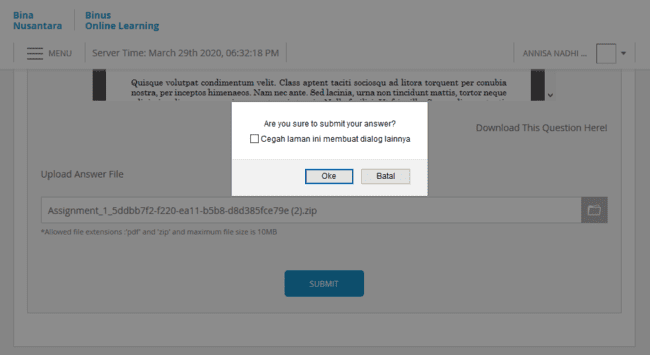 Bina
Nusantara
Binus
Online Learning
MENU
Server Time: March 29th 2020, 06:32:18 PM
ANNISA NADHI ...
Quisque volutpat condimentum velit. Class aptent taciti sociosqu ad litora torquent per conubia
nostra, per inceptos himenaeos. Nam nec ante. Sed lacinia, urna non tincidunt mattis, tortor neque
Are you sure to submit your answer?
Cegah laman ini membuat dialog lainnya
Oke
Batal
Download This Question Here!
Upload Answer File
Assignment_1_5ddbb7f2-f220-ea11-b5b8-d8d385fce79e (2).zip
*Allowed file extensions :'pdf' and 'zip' and maximum file size is 10MB
SUBMIT